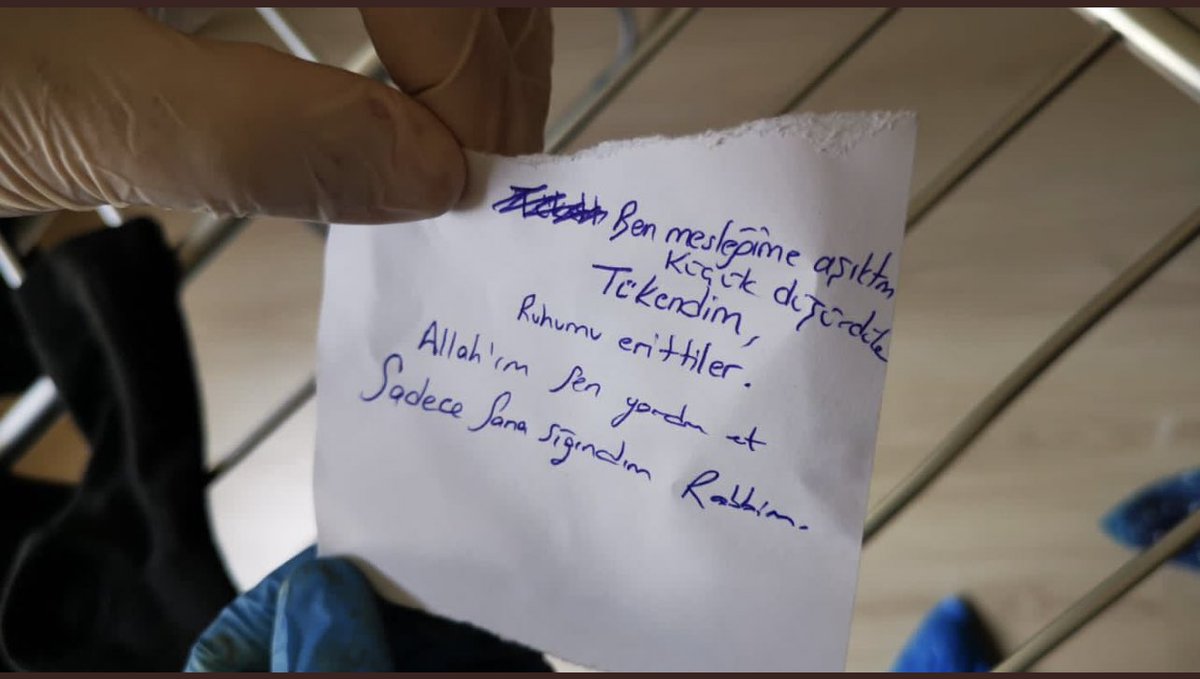 Ben mesleğime aşıktım
Küçük düşürdüler
Tükendim,
Ruhumu erittiler.
Allah'ım Sen yardım et
Sadece Sana sığındım Rabbim.